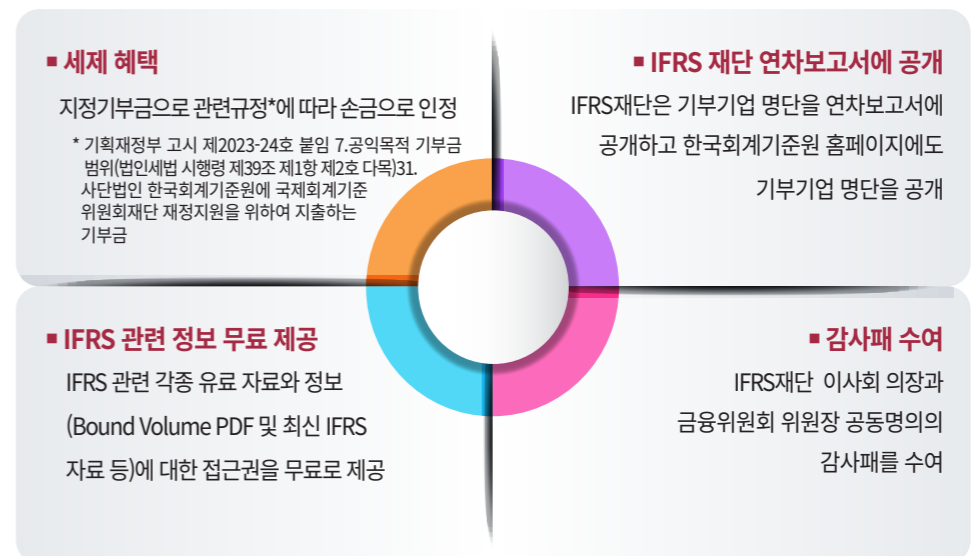 ■ 세제 혜택
지정기부금으로 관련규정*에 따라 손금으로 인정
* 기획재정부 고시 제2023-24호 붙임 7.공익목적 기부금
범위(법인세법 시행령 제39조 제1항 제2호 다목)31.
사단법인 한국회계기준원에 국제회계기준
위원회재단 재정지원을 위하여 지출하는
기부금
■ IFRS 재단 연차보고서에 공개
IFRS재단은 기부기업 명단을 연차보고서에
공개하고 한국회계기준원 홈페이지에도
기부기업 명단을 공개
■ IFRS 관련 정보 무료 제공
IFRS 관련 각종 유료 자료와 정보
(Bound Volume PDF 및 최신 IFRS
자료 등)에 대한 접근권을 무료로 제공
■ 감사패 수여
IFRS재단 이사회 의장과
금융위원회 위원장 공동명의의
감사패를 수여